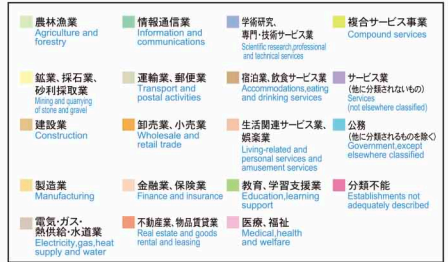 農林漁業
Agriculture and
forestry
鉱業、採石業、
砂利採取業
Mining and quarrying
of stone and gravel
建設業
Construction
製造業
Manufacturing
電気・ガス・
熱供給・水道業
Electricity,gas,heat
supply and water
情報通信業
Information and
communications
運輸業、郵便業
Transport and
postal activities
卸売業、小売業
Wholesale and
retail trade
金融業、保険業
Finance and insurance
不動産業、物品賃貸業
Real estate and goods
rental and leasing
学術研究、
専門・技術サービス業
Scientific research,professional
and technical services
宿泊業、飲食サービス業
Accommodations,eating
and drinking services
生活関連サービス業、
娯楽業
Living-related and
personal services and
amusement services
教育、学習支援業
Education,learning
support
医療、福祉
Medical,health
and welfare
複合サービス事業
Compound services
サービス業
(他に分類されないもの)
Services
(not elsewhere classified)
公務
(他に分類されるものを除く)
Government,except
elsewhere classified
分類不能
Establishments not
adequately described